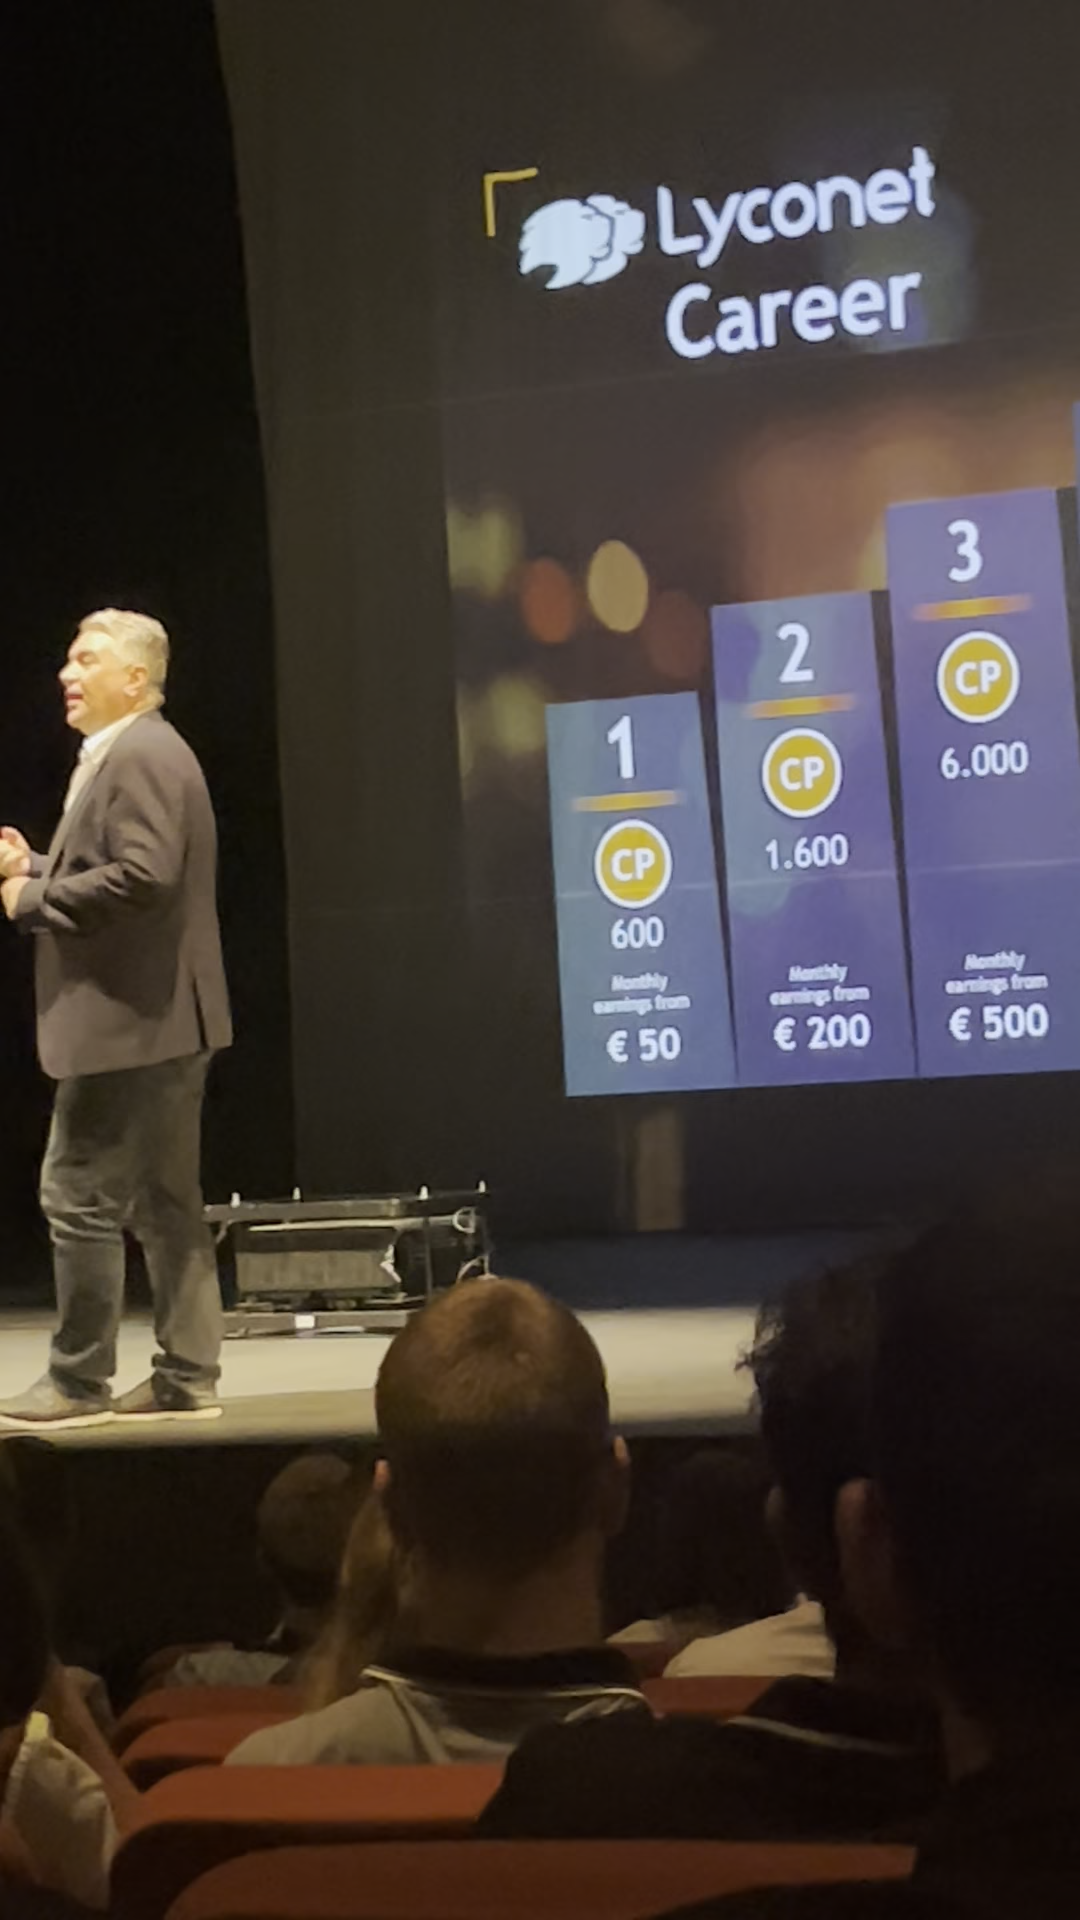 Lyconet
Career
1
CP
600
Monthly
earnings from
€ 50
2
CP
1.600
Monthly
earnings from
€ 200
3
CP
6.000
Monthly
earnings from
€ 500